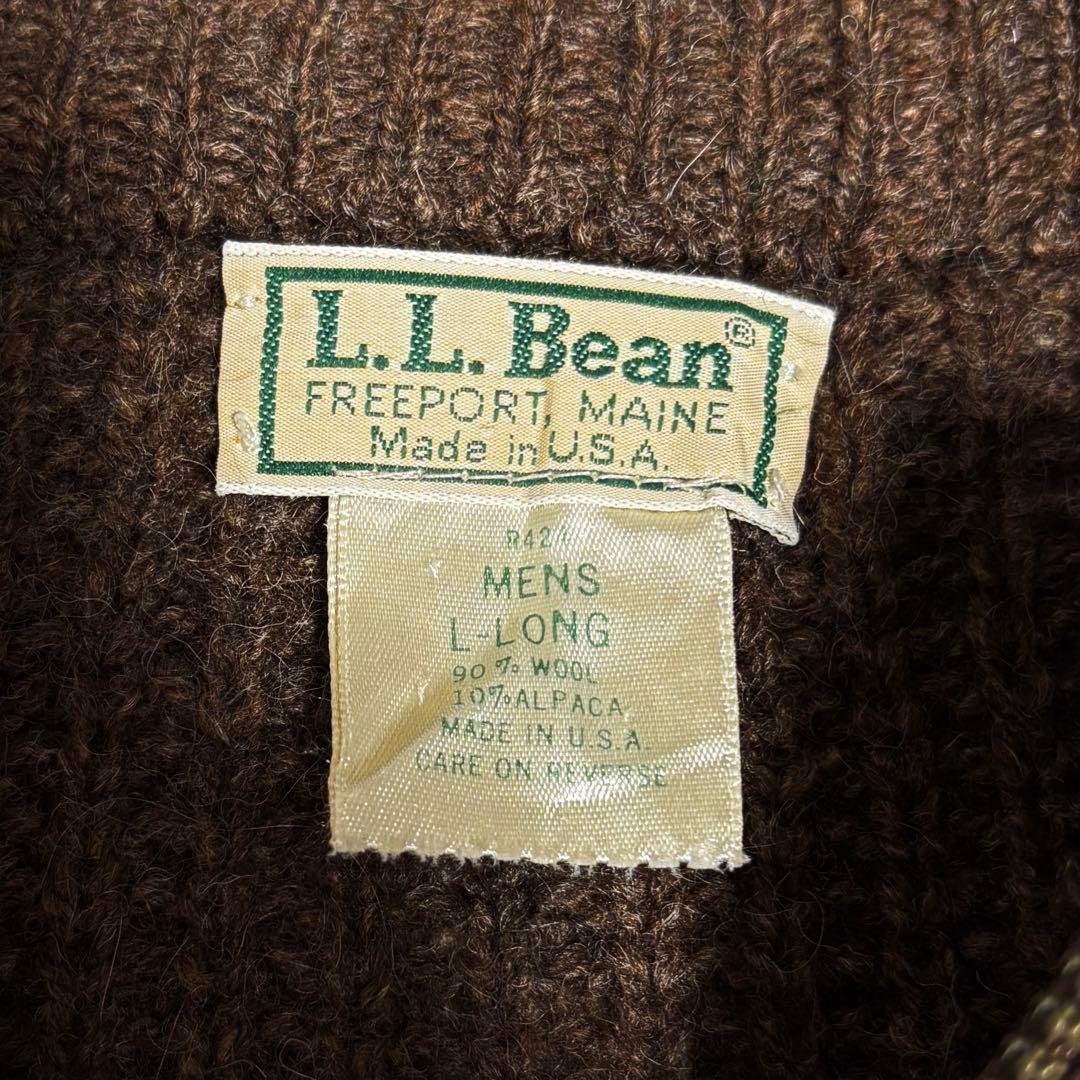 L.L.Bean®
FREEPORT, MAINE
Made in U.S.A.
MENS
L-LONG
90% WOOL
10% ALPACA
MADE IN U.S.A.
CARE ON REVERSE